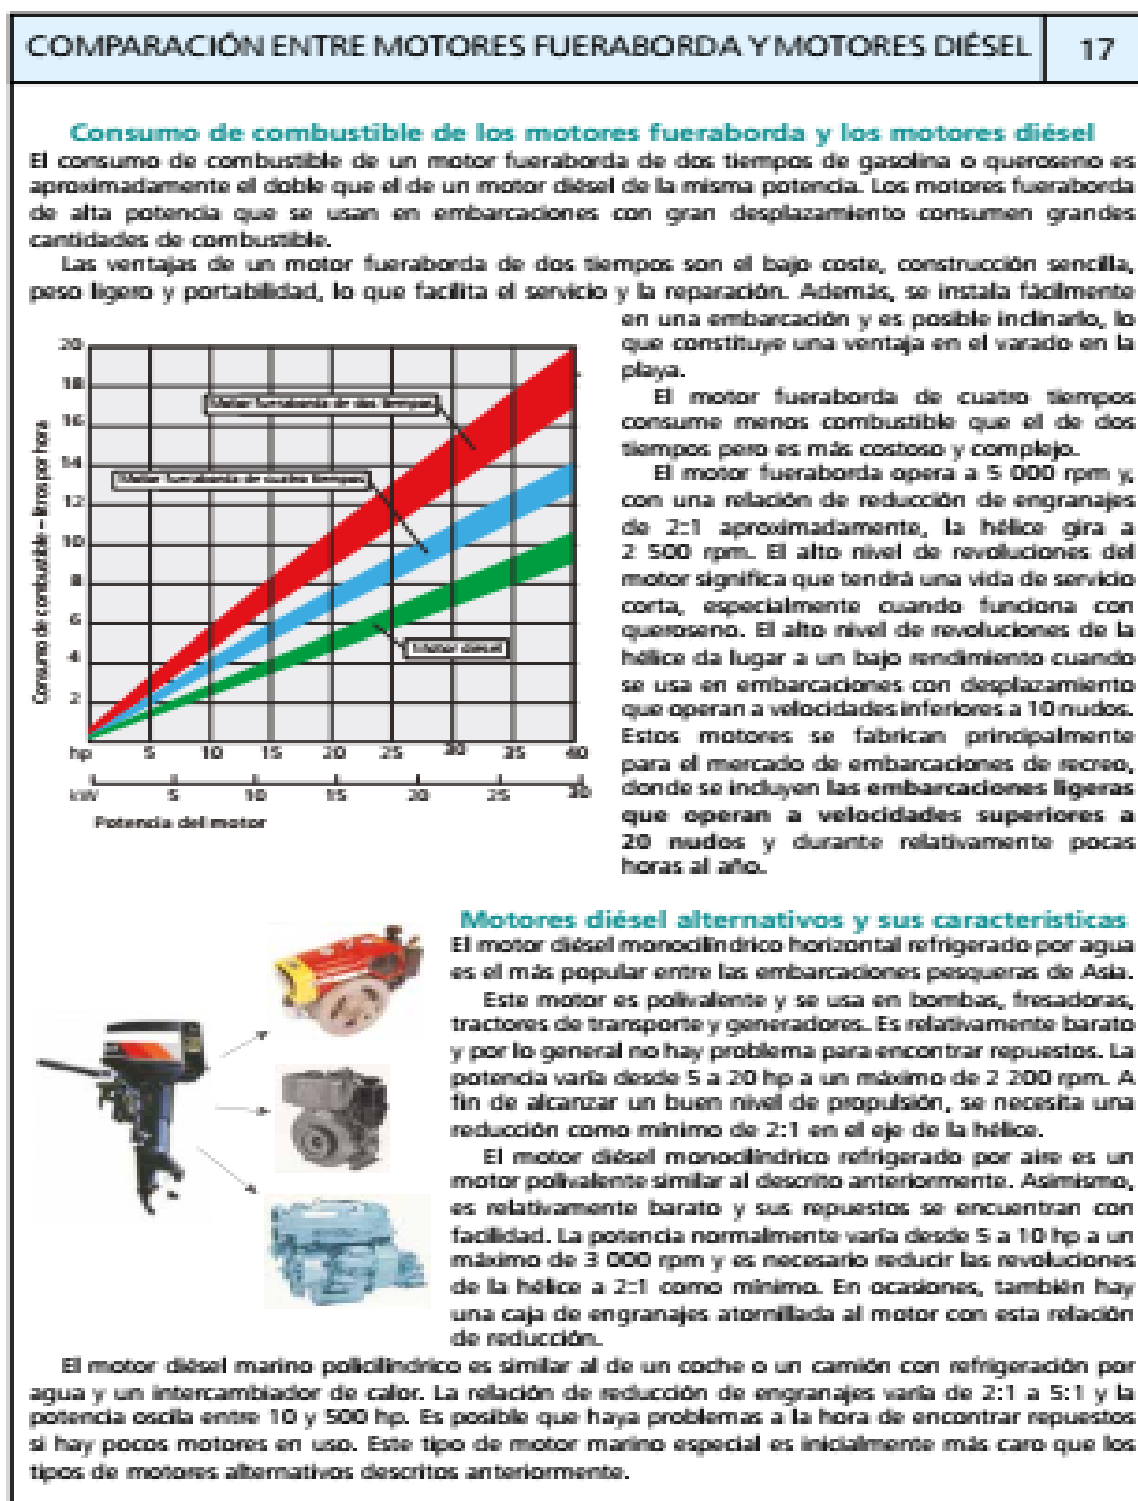 COMPARACIÓN ENTRE MOTORES FUERABORDA Y MOTORES DIÉSEL 17
Consumo de combustible de los motores fueraborda y los motores diésel
El consumo de combustible de un motor fueraborda de dos tiempos de gasolina o queroseno es
aproximadamente el doble que el de un motor diésel de la misma potencia. Los motores fueraborda
de alta potencia que se usan en embarcaciones con gran desplazamiento consumen grandes
cantidades de combustible.
Las ventajas de un motor fueraborda de dos tiempos son el bajo coste, construcción sencilla,
peso ligero y portabilidad, lo que facilita el servicio y la reparación. Además, se instala fácilmente
en una embarcación y es posible inclinarlo, lo
que constituye una ventaja en el varado en la
playa.
El motor fueraborda de cuatro tiempos
consume menos combustible que el de dos
tiempos pero es más costoso y complejo.
El motor fueraborda opera a 5 000 rpm y,
con una relación de reducción de engranajes
de 2:1 aproximadamente, la hélice gira a
2 500 rpm. El alto nivel de revoluciones del
motor significa que tendrá una vida de servicio
corta, especialmente cuando funciona con
queroseno. El alto nivel de revoluciones de la
hélice da lugar a un bajo rendimiento cuando
se usa en embarcaciones con desplazamiento
que operan a velocidades inferiores a 10 nudos.
Estos motores se fabrican principalmente
para el mercado de embarcaciones de recreo,
donde se incluyen las embarcaciones ligeras
que operan a velocidades superiores a
20 nudos y durante relativamente pocas
horas al año.
Consumo de combustible – litros por hora
20
18
16
14
12
10
8
6
4
2
Motor fueraborda de dos tiempos
Motor fueraborda de cuatro tiempos
Motor diésel
hp 5 10 15 20 25 30 35 40
kW 5 10 15 20 25 30
Potencia del motor
Motores diésel alternativos y sus características
El motor diésel monocilíndrico horizontal refrigerado por agua
es el más popular entre las embarcaciones pesqueras de Asia.
Este motor es polivalente y se usa en bombas, fresadoras,
tractores de transporte y generadores. Es relativamente barato
y por lo general no hay problema para encontrar repuestos. La
potencia varía desde 5 a 20 hp a un máximo de 2 200 rpm. A
fin de alcanzar un buen nivel de propulsión, se necesita una
reducción como mínimo de 2:1 en el eje de la hélice.
El motor diésel monocilíndrico refrigerado por aire es un
motor polivalente similar al descrito anteriormente. Asimismo,
es relativamente barato y sus repuestos se encuentran con
facilidad. La potencia normalmente varía desde 5 a 10 hp a un
máximo de 3 000 rpm y es necesario reducir las revoluciones
de la hélice a 2:1 como mínimo. En ocasiones, también hay
una caja de engranajes atornillada al motor con esta relación
de reducción.
El motor diésel marino policilíndrico es similar al de un coche o un camión con refrigeración por
agua y un intercambiador de calor. La relación de reducción de engranajes varía de 2:1 a 5:1 y la
potencia oscila entre 10 y 500 hp. Es posible que haya problemas a la hora de encontrar repuestos
si hay pocos motores en uso. Este tipo de motor marino especial es inicialmente más caro que los
tipos de motores alternativos descritos anteriormente.